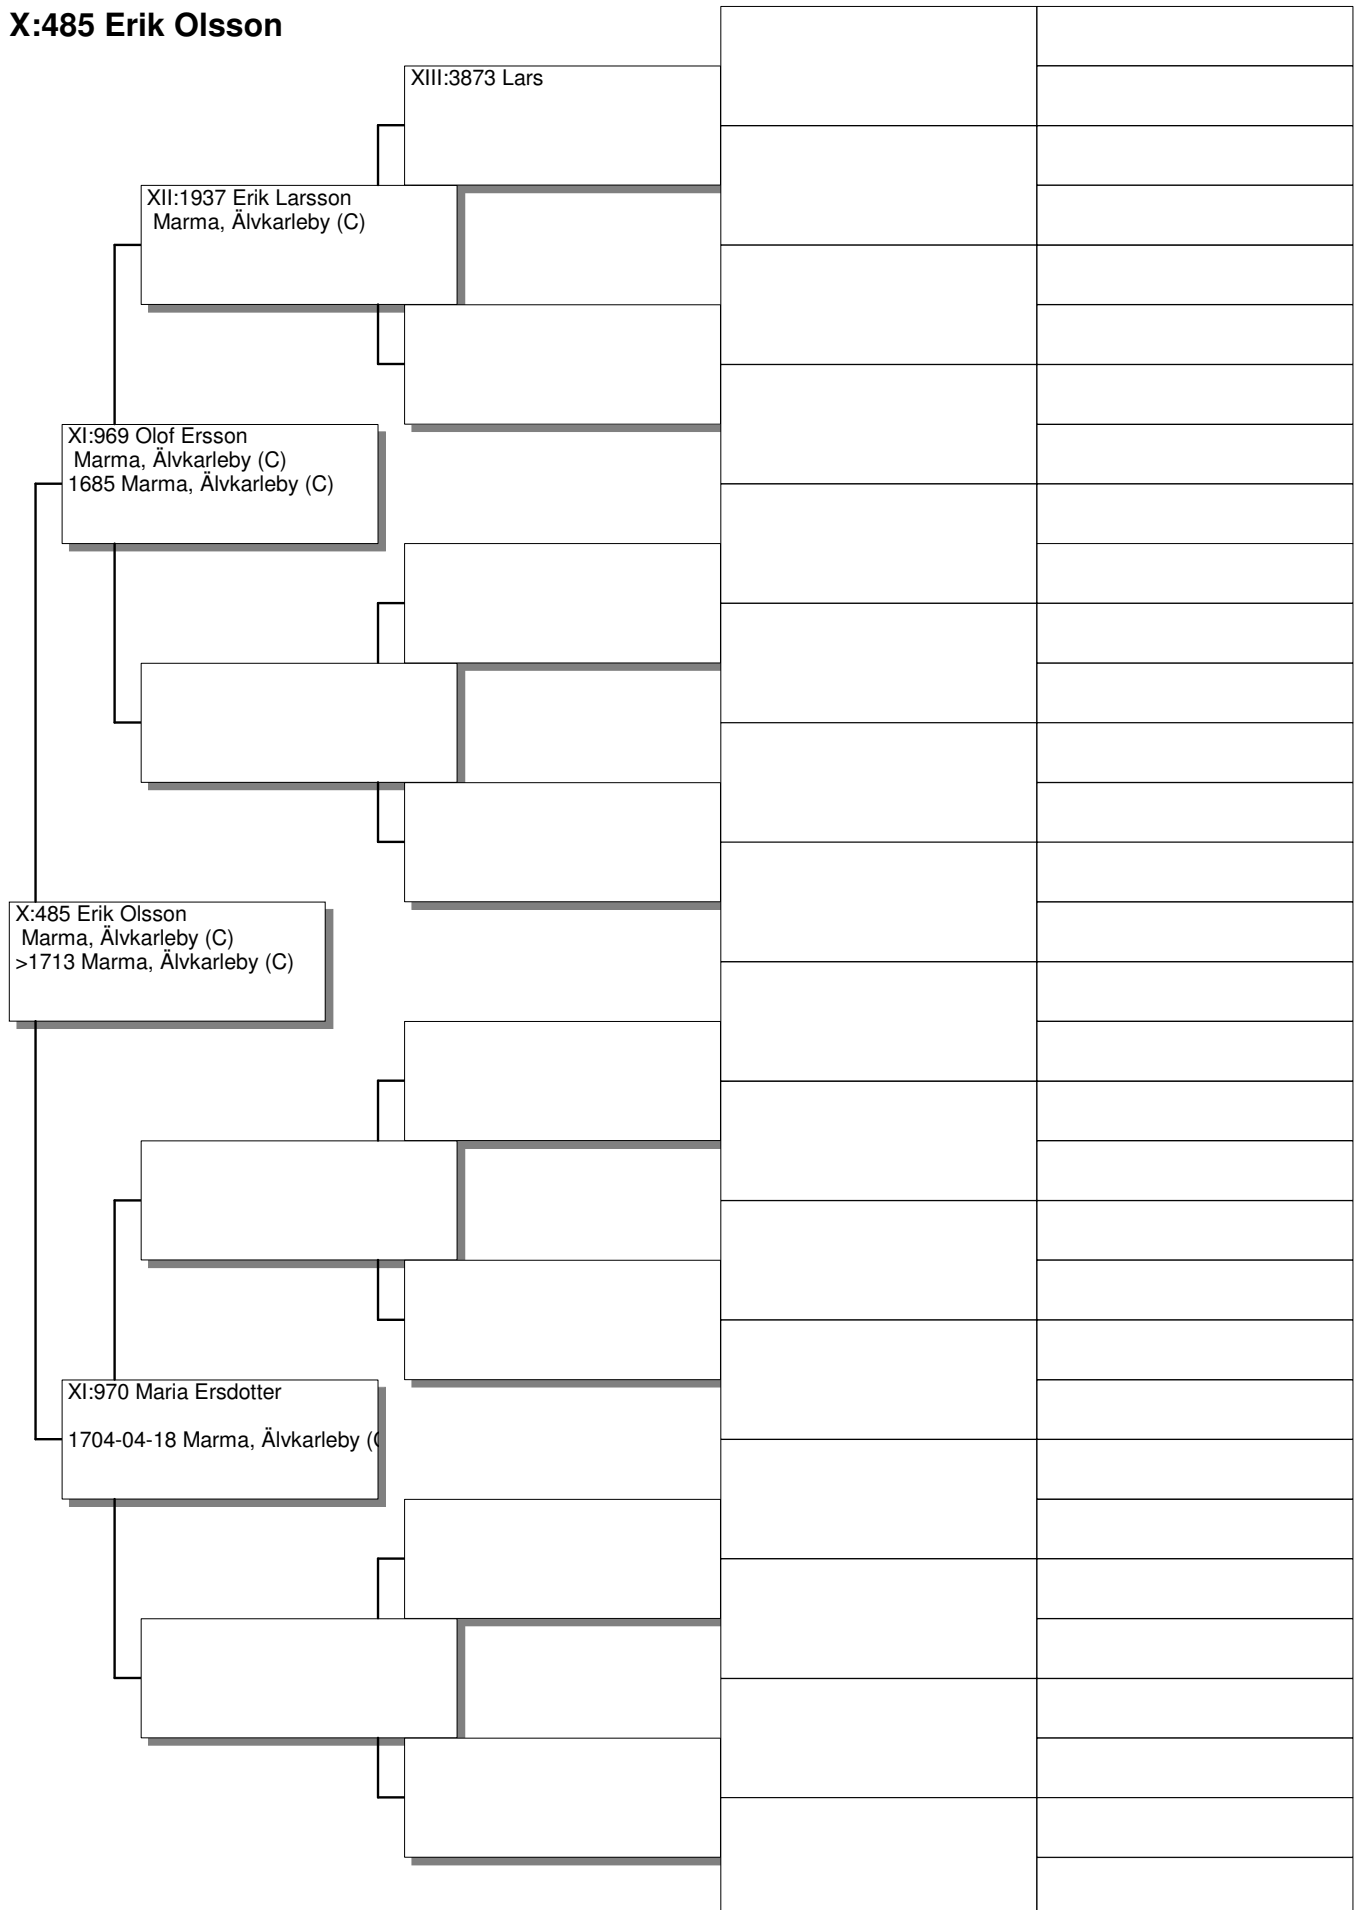 X:485 Erik Olsson
XIII:3873 Lars
XII:1937 Erik Larsson
Marma, Älvkarleby (C)
XI:969 Olof Ersson
Marma, Älvkarleby (C)
1685 Marma, Älvkarleby (C)
X:485 Erik Olsson
Marma, Älvkarleby (C)
>1713 Marma, Älvkarleby (C)
XI:970 Maria Ersdotter
1704-04-18 Marma, Älvkarleby (